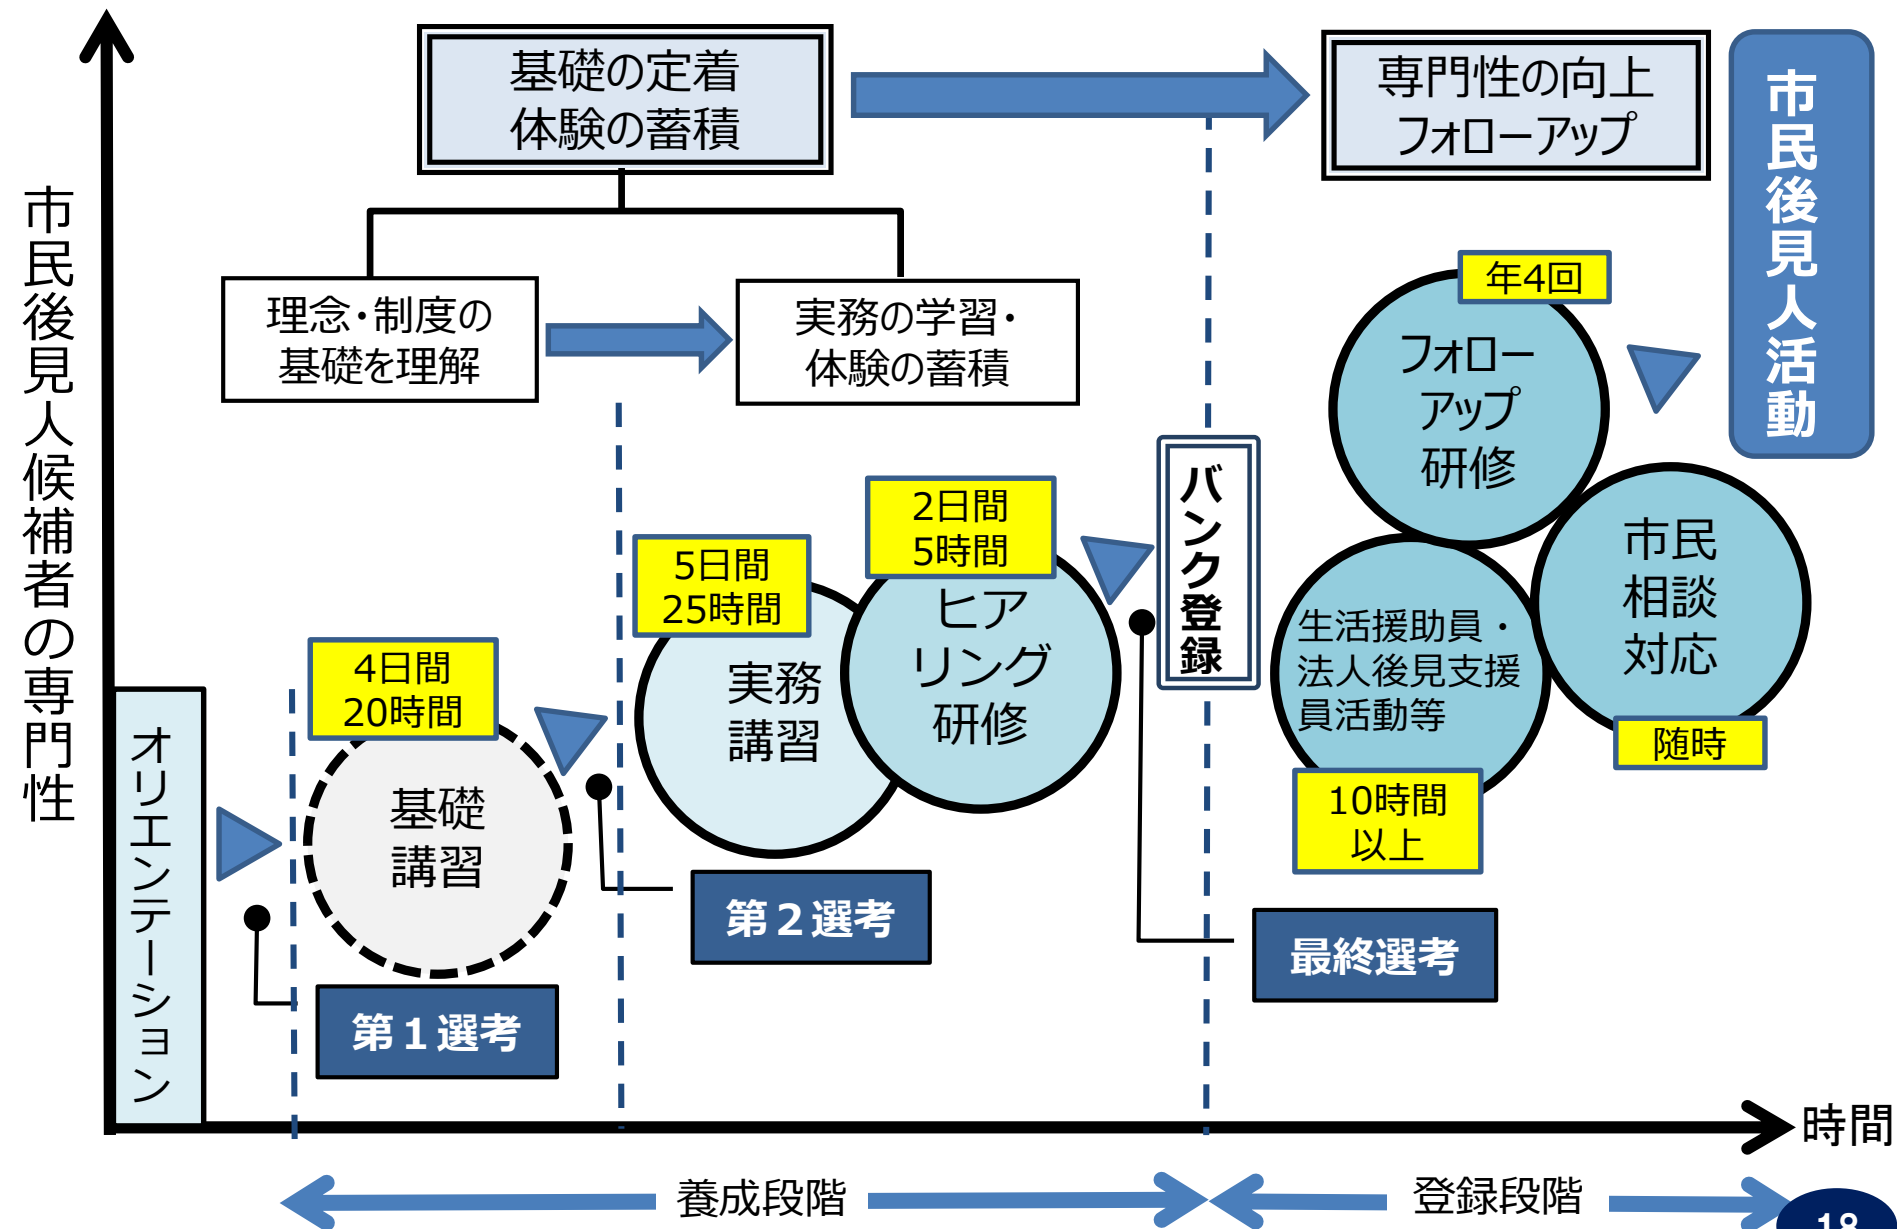 市民後見人候補者の専門性
基礎の定着
体験の蓄積
専門性の向上
フォローアップ
市民後見人活動
理念・制度の
基礎を理解
実務の学習・
体験の蓄積
オリエンテーション
4日間
20時間
基礎
講習
第１選考
5日間
25時間
実務
講習
第２選考
2日間
5時間
ヒア
リング
研修
バンク登録
最終選考
年4回
フォロー
アップ
研修
生活援助員・
法人後見支援
員活動等
10時間
以上
市民
相談
対応
随時
時間
養成段階
登録段階
18